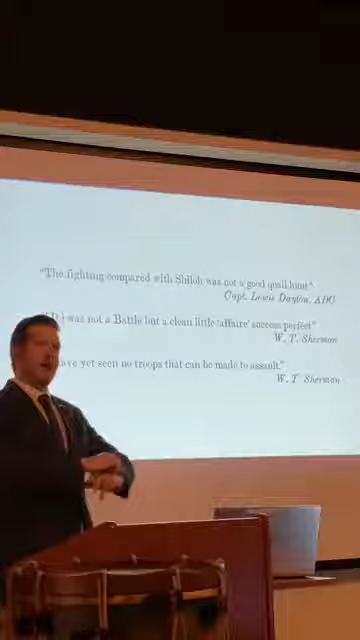 "The fighting compared with Shiloh was not a good quail hunt."
Capt. Lewis Dayton, ADC
was not a Battle but a clean little 'affaire' success perfect"
W. T. Sherman
have yet seen no troops that can be made to assault."
W. T Sherman